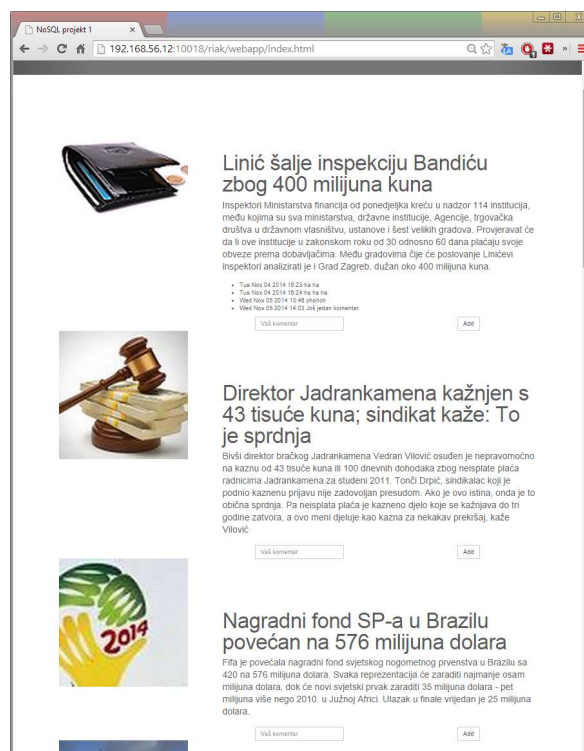 NoSQL projekt 1
192.168.56.12:10018/riak/webapp/index.html
Linić šalje inspekciju Bandiću
zbog 400 milijuna kuna
Inspektori Ministarstva financija od ponedjeljka kreću u nadzor 114 institucija,
među kojima su sva ministarstva, državne institucije, Agencije, trgovačka
društva u državnom vlasništvu, ustanove i šest velikih gradova. Provjeravat će
da li ove institucije u zakonskom roku od 30 odnosno 60 dana plaćaju svoje
obveze prema dobavljačima. Među gradovima čije će poslovanje Linićevi
inspektori analizirati je i Grad Zagreb, dužan oko 400 milijuna kuna.
Tue Nov 04 2014 16:23 ha ha
Tue Nov 04 2014 16:24 he he he
Wed Nov 05 2014 13:46 ohohoh
Wed Nov 05 2014 14:03 Još jedan komentar.
Vaš komentar Add
Direktor Jadrankamena kažnjen s
43 tisuće kuna; sindikat kaže: To
je sprdnja
Bivši direktor bračkog Jadrankamena Vedran Vilović osuđen je nepravomoćno
na kaznu od 43 tisuće kuna ili 100 dnevnih dohodaka zbog neisplate plaća
radnicima Jadrankamena za studeni 2011. Tonči Drpić, sindikalac koji je
podnio kaznenu prijavu nije zadovoljan presudom. Ako je ovo istina, onda je to
obična sprdnja. Pa neisplata plaća je kazneno djelo koje se kažnjava do tri
godine zatvora, a ovo meni djeluje kao kazna za nekakav prekršaj, kaže
Vilović
Vaš komentar Add
2014
Nagradni fond SP-a u Brazilu
povećan na 576 milijuna dolara
Fifa je povećala nagradni fond svjetskog nogometnog prvenstva u Brazilu sa
420 na 576 milijuna dolara. Svaka reprezentacija će zaraditi najmanje osam
milijuna dolara, dok će novi svjetski prvak zaraditi 35 milijuna dolara - pet
milijuna više nego 2010. u Južnoj Africi. Ulazak u finale vrijedan je 25 milijuna
dolara.
Vaš komentar Add